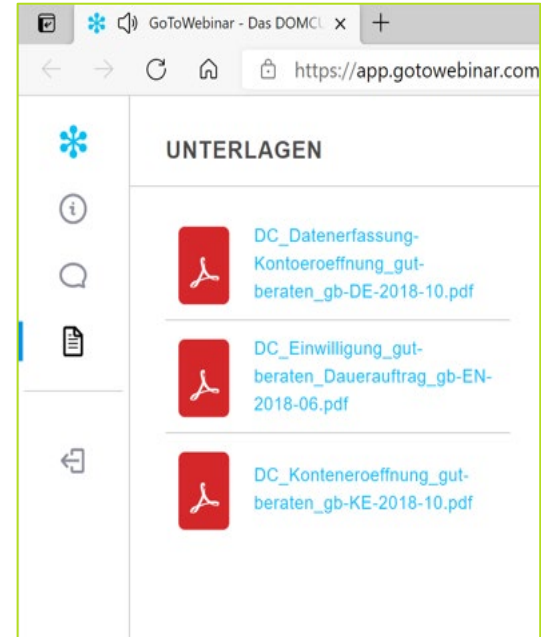 GoToWebinar - Das DOMCU
https://app.gotowebinar.com
UNTERLAGEN
DC_Datenerfassung-
Kontoeroeffnung_gut-
beraten_gb-DE-2018-10.pdf
DC_Einwilligung_gut-
beraten_Dauerauftrag_gb-EN-
2018-06.pdf
DC_Konteneroeffnung_gut-
beraten_gb-KE-2018-10.pdf